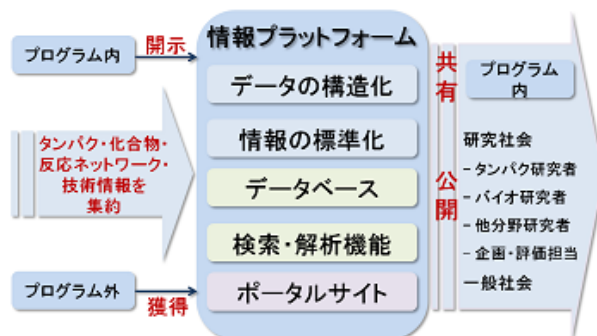 プログラム内
開示
タンパク・化合物・
反応ネットワーク・
技術情報を
集約
プログラム外
獲得
情報プラットフォーム
データの構造化
情報の標準化
データベース
検索・解析機能
ポータルサイト
共有
公開
プログラム
内
研究社会
- タンパク研究者
- バイオ研究者
- 他分野研究者
- 企画・評価担当
一般社会